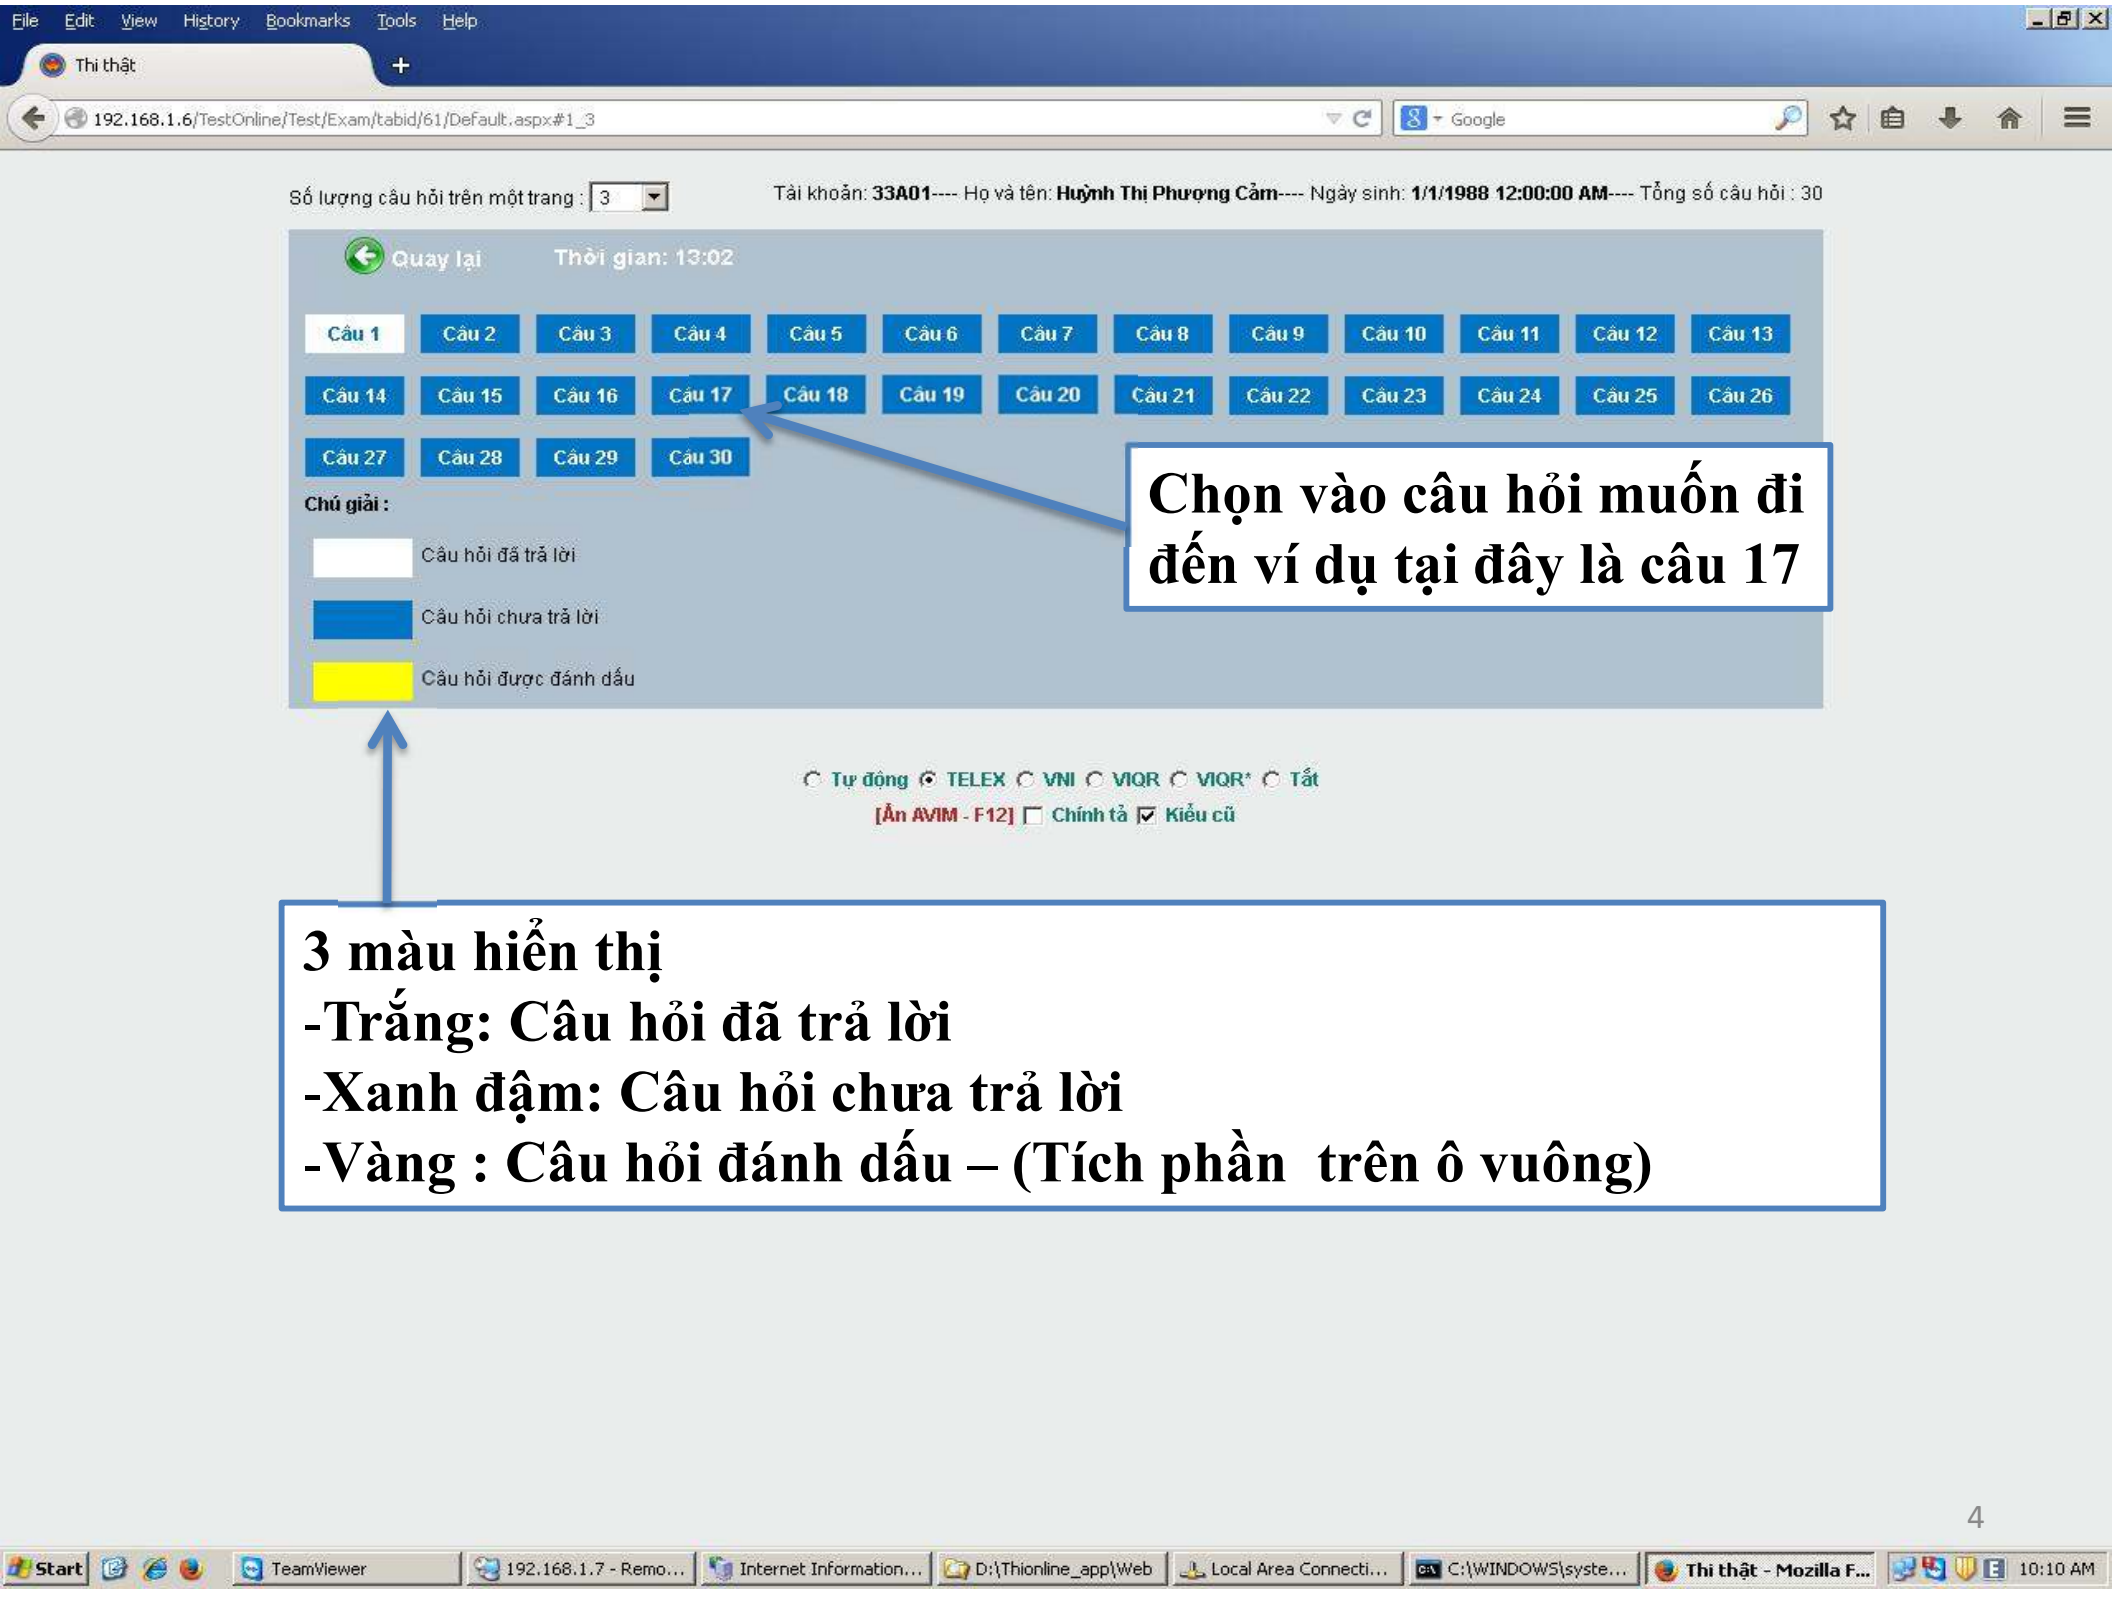 File Edit View History Bookmarks Tools Help
Thi thật
192.168.1.6/TestOnline/Test/Exam/tabid/61/Default.aspx#1_3
Google
Số lượng câu hỏi trên một trang : 3
Tài khoản: 33A01---- Họ và tên: Huỳnh Thị Phương Cảm---- Ngày sinh: 1/1/1988 12:00:00 AM---- Tổng số câu hỏi : 30
Quay lại Thời gian: 13:02
Câu 1 Câu 2 Câu 3 Câu 4 Câu 5 Câu 6 Câu 7 Câu 8 Câu 9 Câu 10 Câu 11 Câu 12 Câu 13
Câu 14 Câu 15 Câu 16 Câu 17 Câu 18 Câu 19 Câu 20 Câu 21 Câu 22 Câu 23 Câu 24 Câu 25 Câu 26
Câu 27 Câu 28 Câu 29 Câu 30
Chú giải :
Câu hỏi đã trả lời
Câu hỏi chưa trả lời
Câu hỏi được đánh dấu
Chọn vào câu hỏi muốn đi
đến ví dụ tại đây là câu 17
Tự động TELEX VNI VIQR VIQR* Tắt
[Ẩn AVIM - F12] Chính tả Kiểu cũ
3 màu hiển thị
-Trắng: Câu hỏi đã trả lời
-Xanh đậm: Câu hỏi chưa trả lời
-Vàng : Câu hỏi đánh dấu – (Tích phần trên ô vuông)
4
Start TeamViewer 192.168.1.7 - Remo... Internet Information... D:\Thionline_app\Web Local Area Connecti... C:\WINDOWS\syste... Thi thật - Mozilla F... E 10:10 AM